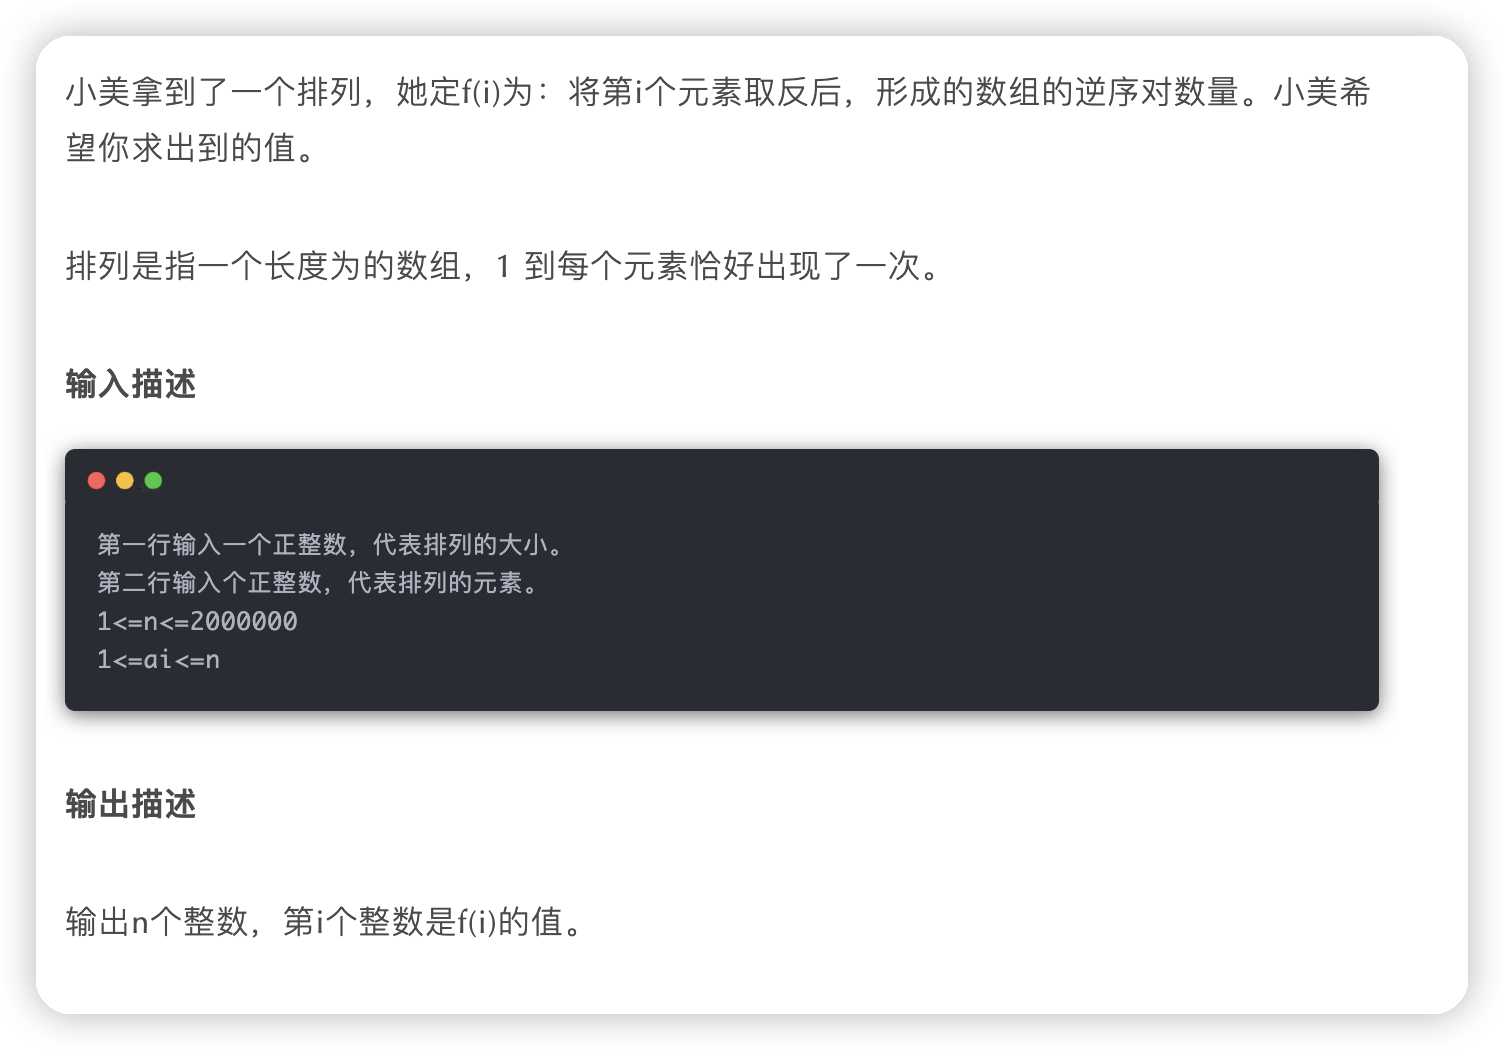 小美拿到了一个排列，她定f(i)为：将第i个元素取反后，形成的数组的逆序对数量。小美希
望你求出到的值。
排列是指一个长度为的数组，1 到每个元素恰好出现了一次。
输入描述
第一行输入一个正整数，代表排列的大小。
第二行输入个正整数，代表排列的元素。
1<=n<=2000000
1<=ai<=n
输出描述
输出n个整数，第i个整数是f(i)的值。